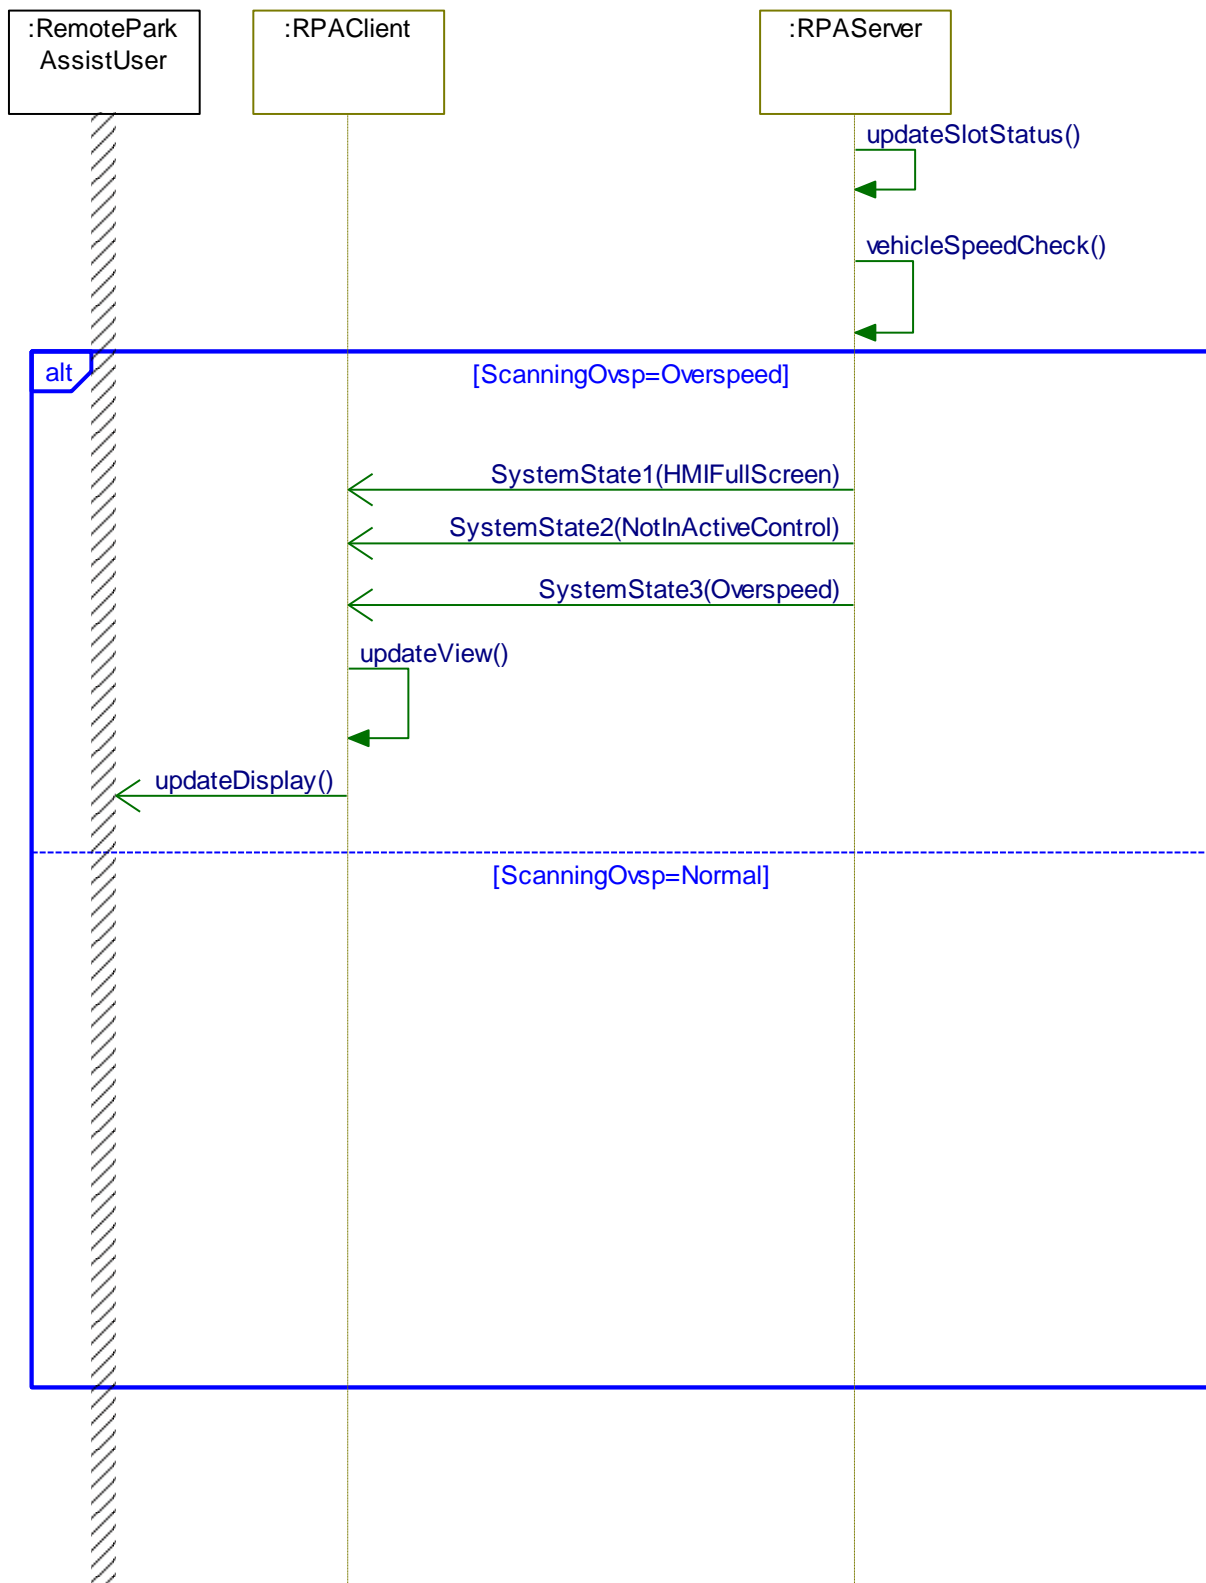 :RemotePark
AssistUser
:RPAClient
:RPAServer
updateSlotStatus()
vehicleSpeedCheck()
alt
[ScanningOvsp=Overspeed]
SystemState1(HMIFullScreen)
SystemState2(NotInActiveControl)
SystemState3(Overspeed)
updateView()
updateDisplay()
[ScanningOvsp=Normal]